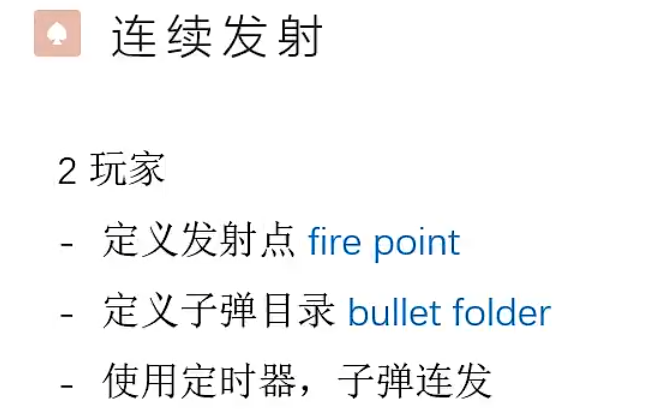 连续发射
2 玩家
- 定义发射点 fire point
- 定义子弹目录 bullet folder
- 使用定时器，子弹连发